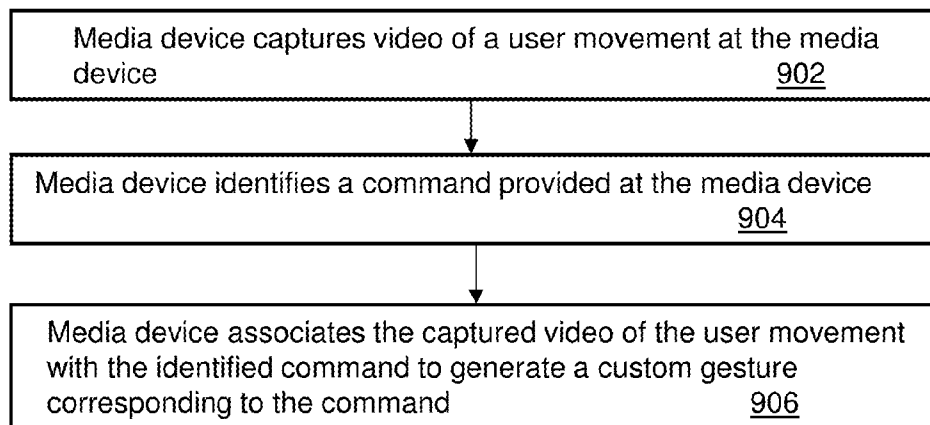 Media device captures video of a user movement at the media
device 902
Media device identifies a command provided at the media device
904
Media device associates the captured video of the user movement
with the identified command to generate a custom gesture
corresponding to the command 906